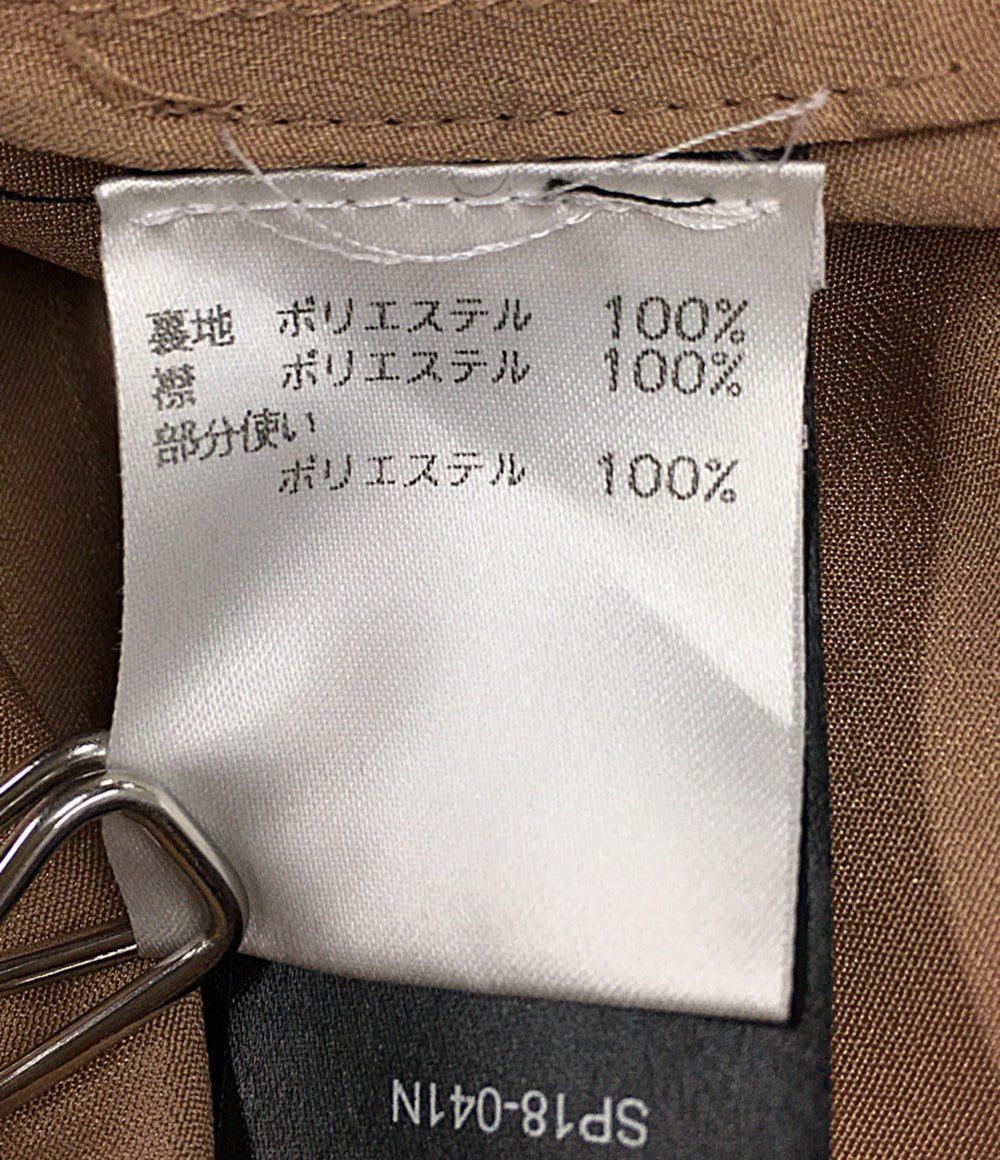 裏地 ポリエステル 100%
襟 ポリエステル 100%
部分使い
ポリエステル 100%
SP18-041N